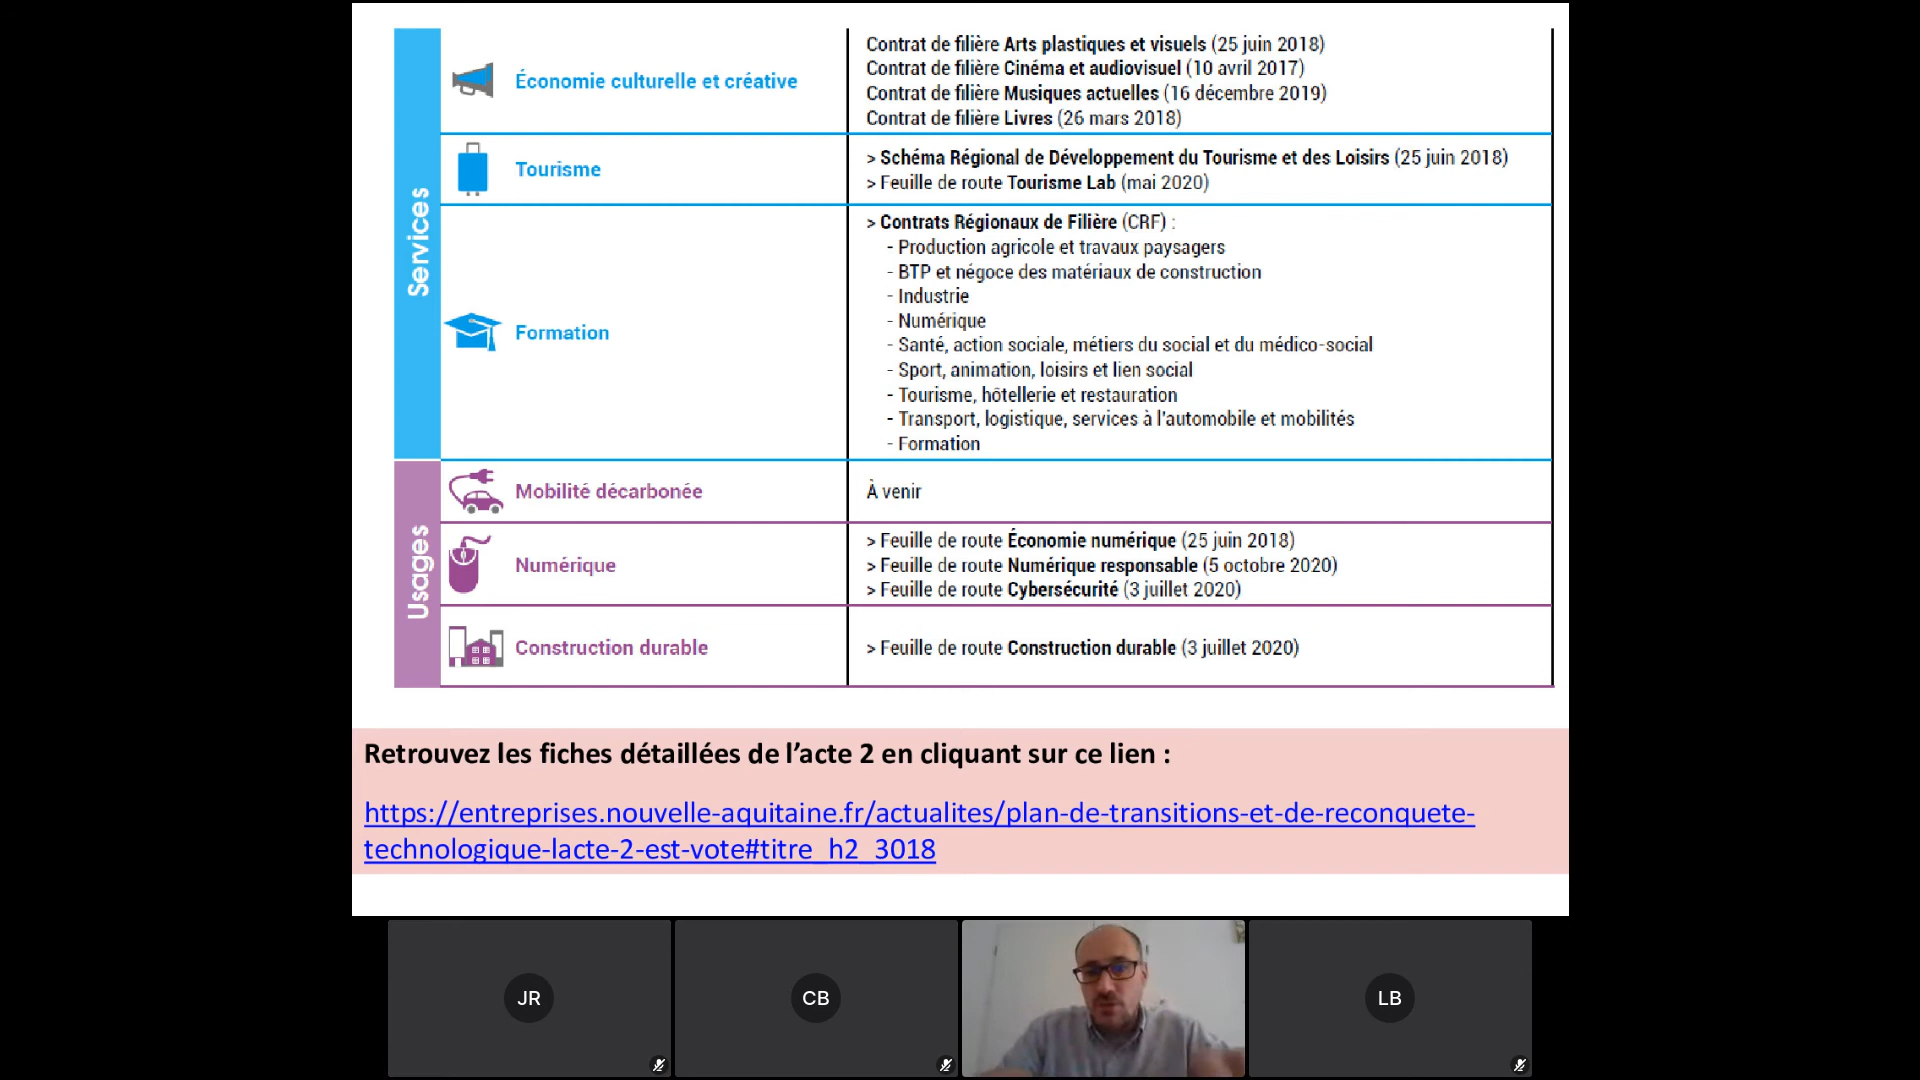 Services
Économie culturelle et créative
Contrat de filière Arts plastiques et visuels (25 juin 2018)
Contrat de filière Cinéma et audiovisuel (10 avril 2017)
Contrat de filière Musiques actuelles (16 décembre 2019)
Contrat de filière Livres (26 mars 2018)
Tourisme
> Schéma Régional de Développement du Tourisme et des Loisirs (25 juin 2018)
> Feuille de route Tourisme Lab (mai 2020)
Formation
> Contrats Régionaux de Filière (CRF) :
- Production agricole et travaux paysagers
- BTP et négoce des matériaux de construction
- Industrie
- Numérique
- Santé, action sociale, métiers du social et du médico-social
- Sport, animation, loisirs et lien social
- Tourisme, hôtellerie et restauration
- Transport, logistique, services à l'automobile et mobilités
- Formation
Usages
Mobilité décarbonée
À venir
Numérique
> Feuille de route Économie numérique (25 juin 2018)
> Feuille de route Numérique responsable (5 octobre 2020)
> Feuille de route Cybersécurité (3 juillet 2020)
Construction durable
> Feuille de route Construction durable (3 juillet 2020)
Retrouvez les fiches détaillées de l'acte 2 en cliquant sur ce lien :
https://entreprises.nouvelle-aquitaine.fr/actualites/plan-de-transitions-et-de-reconquete-
technologique-lacte-2-est-vote#titre_h2_3018
JR
CB
LB